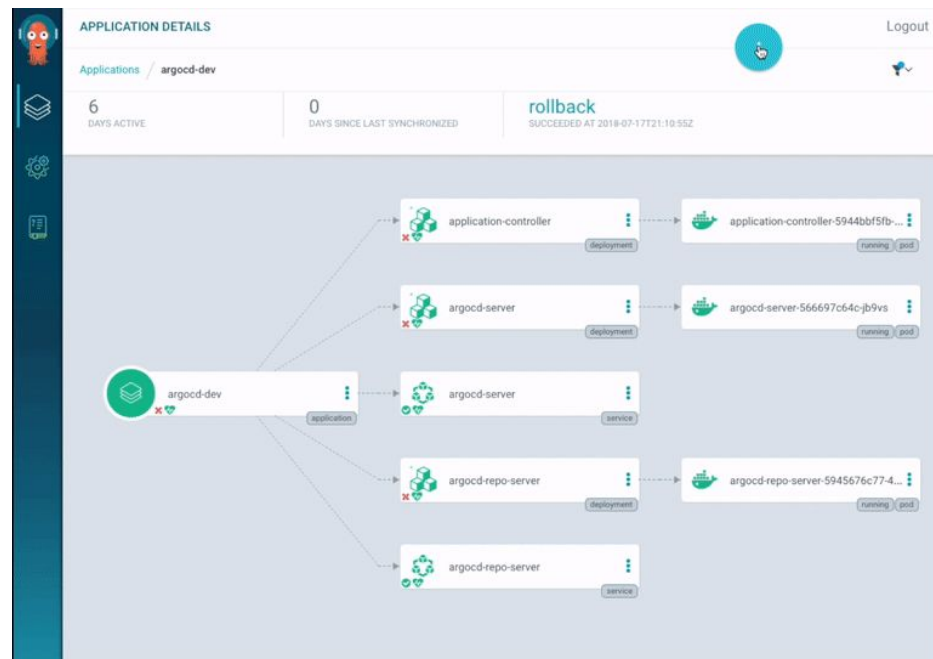 APPLICATION DETAILS
Logout
Applications / argocd-dev
6
DAYS ACTIVE
0
DAYS SINCE LAST SYNCHRONIZED
rollback
SUCCEEDED AT 2018-07-17T21:10:55Z
application-controller
deployment
application-controller-5944bbf5fb-...
running pod
argocd-server
deployment
argocd-server-566697c64c-jb9vs
running pod
argocd-dev
application
argocd-server
service
argocd-repo-server
deployment
argocd-repo-server-5945676c77-4...
running pod
argocd-repo-server
service